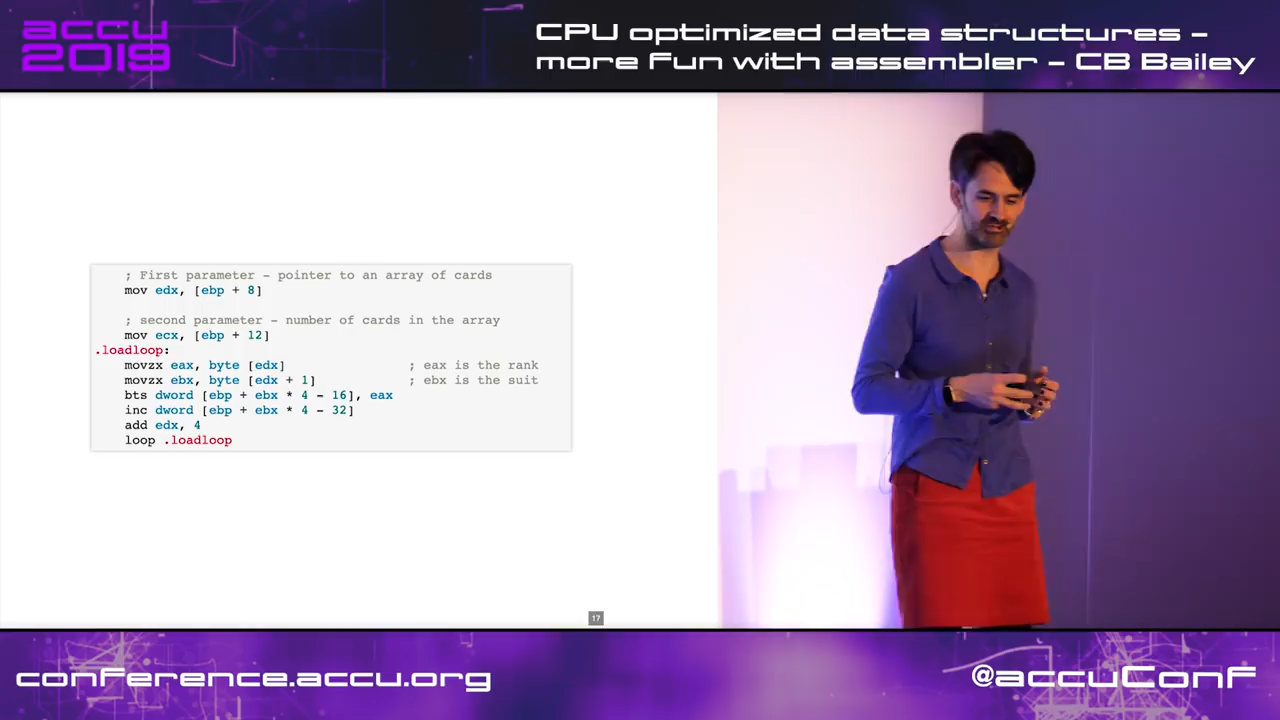 accu
2019
CPU optimized data structures –
more Fun with assembler – CB Bailey
; First parameter - pointer to an array of cards
mov edx, [ebp + 8]
; second parameter - number of cards in the array
mov ecx, [ebp + 12]
.loadloop:
movzx eax, byte [edx] ; eax is the rank
movzx ebx, byte [edx + 1] ; ebx is the suit
bts dword [ebp + ebx * 4 - 16], eax
inc dword [ebp + ebx * 4 - 32]
add edx, 4
loop .loadloop
17
conference.accu.org
@accuConf